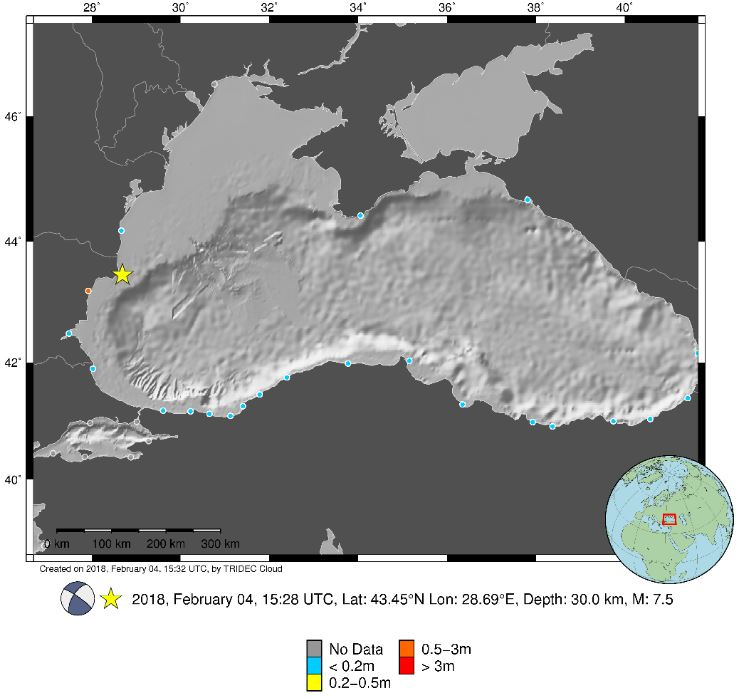 28° 30° 32° 34° 36° 38° 40°
46°
44°
42°
40°
0 km 100 km 200 km 300 km
Created on 2018, February 04, 15:32 UTC, by TRIDEC Cloud
2018, February 04, 15:28 UTC, Lat: 43.45°N Lon: 28.69°E, Depth: 30.0 km, M: 7.5
No Data 0.5−3m
< 0.2m > 3m
0.2−0.5m